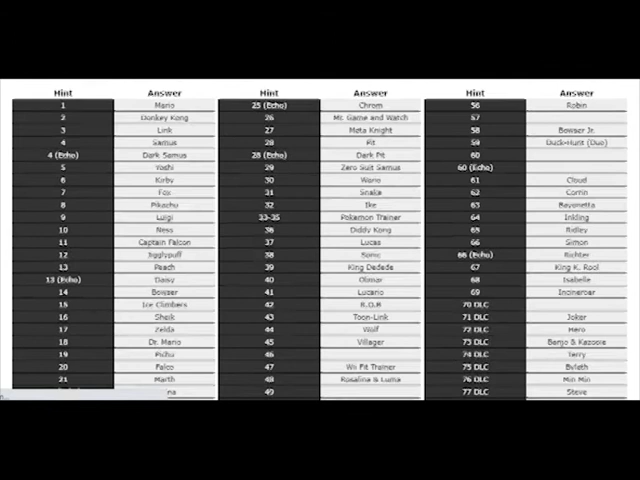 Hint Answer Hint Answer Hint Answer
1 Mario 25 (Echo) Chrom 56 Robin
2 Donkey Kong 26 Mr. Game and Watch 57
3 Link 27 Meta Knight 58 Bowser Jr.
4 Samus 28 Pit 59 Duck-Hunt (Duo)
4 (Echo) Dark Samus 28 (Echo) Dark Pit 60
5 Yoshi 29 Zero Suit Samus 60 (Echo)
6 Kirby 30 Wario 61 Cloud
7 Fox 31 Snake 62 Corrin
8 Pikachu 32 Ike 63 Bayonetta
9 Luigi 33-35 Pokemon Trainer 64 Inkling
10 Ness 36 Diddy Kong 65 Ridley
11 Captain Falcon 37 Lucas 66 Simon
12 Jigglypuff 38 Sonic 66 (Echo) Richter
13 Peach 39 King Dedede 67 King K. Rool
13 (Echo) Daisy 40 Olimar 68 Isabelle
14 Bowser 41 Lucario 69 Incineroar
15 Ice Climbers 42 R.O.B 70 DLC
16 Sheik 43 Toon-Link 71 DLC Joker
17 Zelda 44 Wolf 72 DLC Hero
18 Dr. Mario 45 Villager 73 DLC Banjo & Kazooie
19 Pichu 46 74 DLC Terry
20 Falco 47 Wii Fit Trainer 75 DLC Byleth
21 Marth 48 Rosalina & Luma 76 DLC Min Min
49 77 DLC Steve